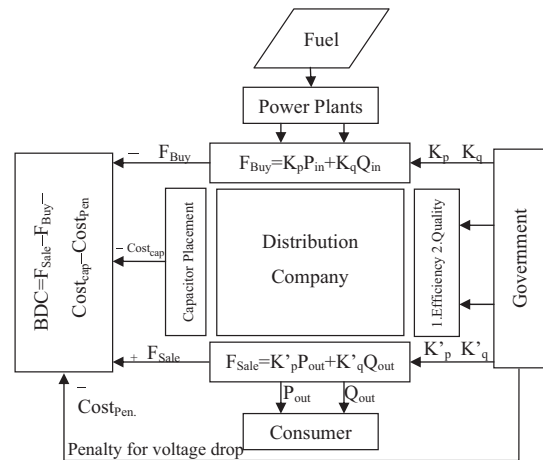 Fuel
Power Plants
– F_Buy
F_Buy=K_pP_in+K_qQ_in
K_p K_q
BDC=F_Sale–F_Buy–
Cost_cap–Cost_Pen
– Cost_cap
Capacitor Placement
Distribution
Company
1.Efficiency 2.Quality
Government
+ F_Sale
F_Sale=K'_pP_out+K'_qQ_out
K'_p K'_q
P_out Q_out
–
Cost_Pen.
Consumer
Penalty for voltage drop